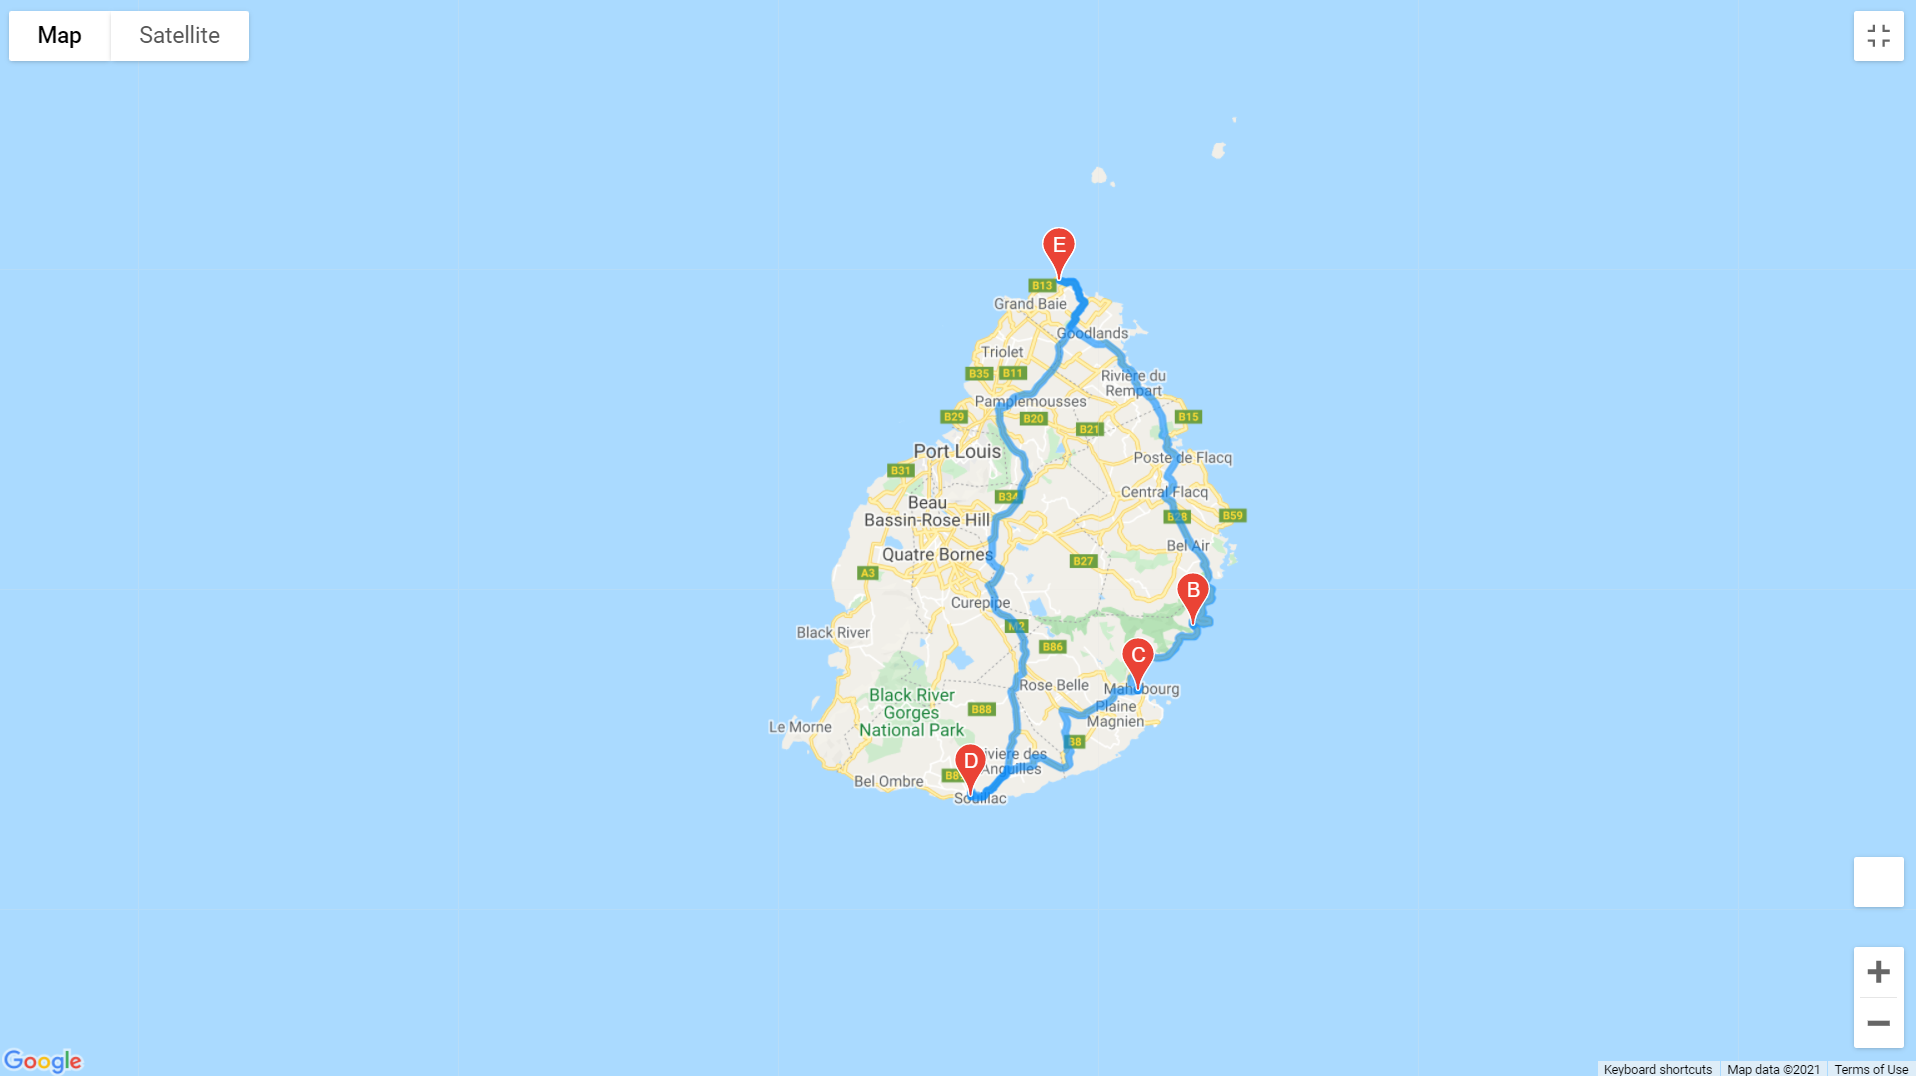 Map
Satellite
E
B13
Grand Baie
Goodlands
Triolet
B35
B11
Rivière du
Rempart
Pamplemousses
B29
B20
B15
B21
Port Louis
Poste de Flacq
B31
Central Flacq
B34
Beau
Bassin-Rose Hill
B28
B59
Bel Air
Quatre Bornes
B27
A3
B
Curepipe
M2
Black River
B86
C
Rose Belle
Mahebourg
Black River
Gorges
National Park
B88
Plaine
Magnien
Le Morne
B8
D
Riviere des
Anguilles
Bel Ombre
Souillac
Google
Keyboard shortcuts
Map data ©2021
Terms of Use